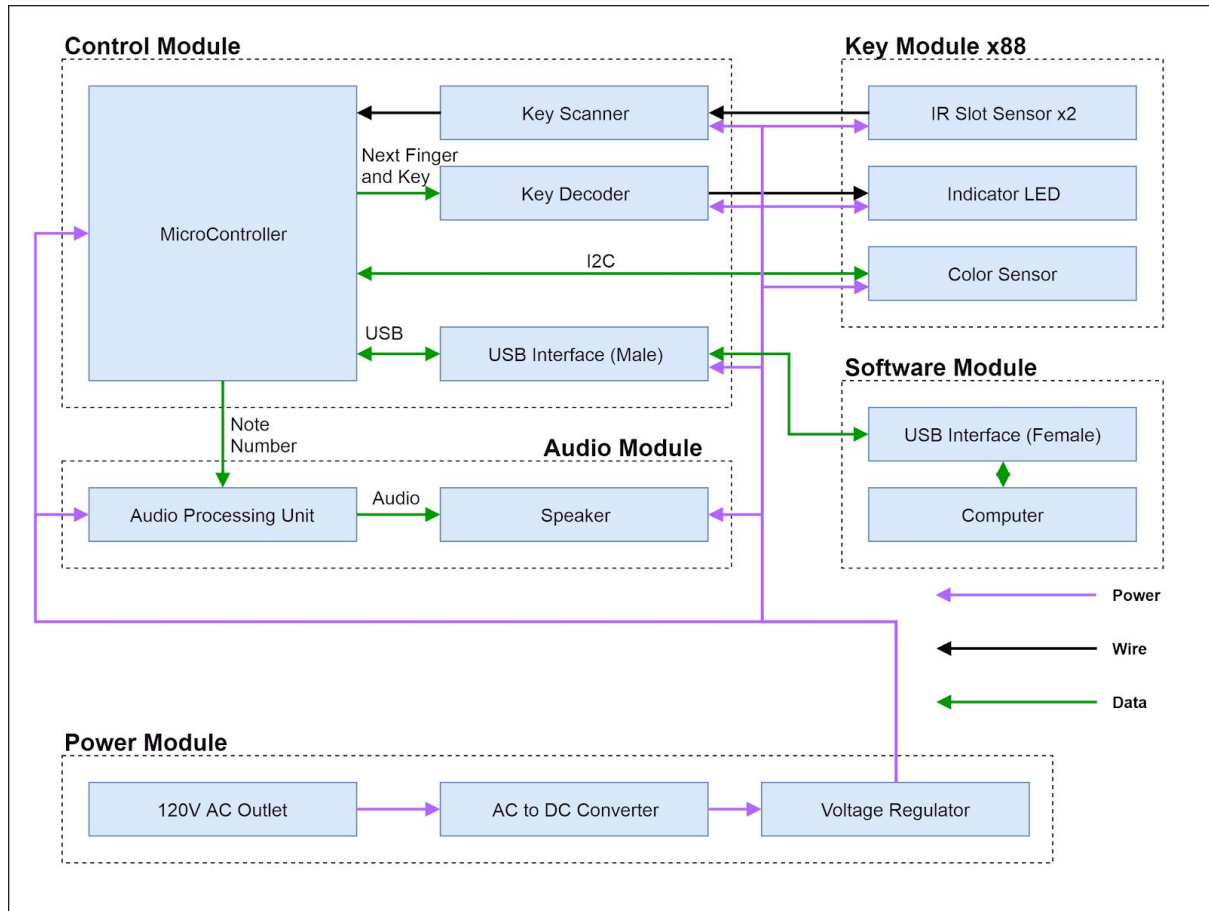 Control Module
Key Module x88
MicroController
Key Scanner
IR Slot Sensor x2
Next Finger
and Key
Key Decoder
Indicator LED
I2C
Color Sensor
USB
USB Interface (Male)
Software Module
USB Interface (Female)
Computer
Note
Number
Audio Module
Audio Processing Unit
Audio
Speaker
Power
Wire
Data
Power Module
120V AC Outlet
AC to DC Converter
Voltage Regulator